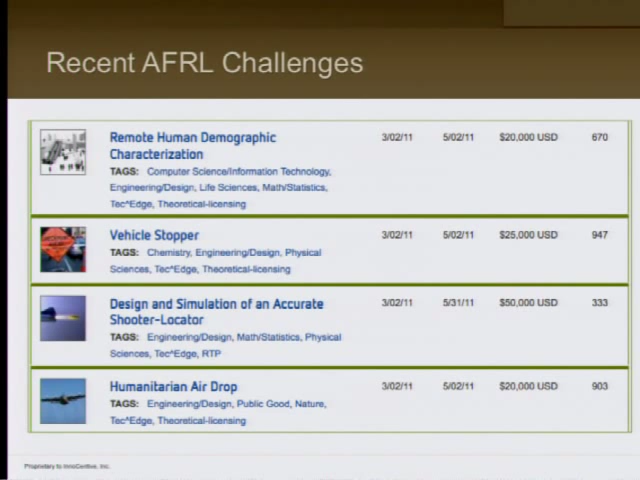 Recent AFRL Challenges
Remote Human Demographic 3/02/11 5/02/11 $20,000 USD 670
Characterization
TAGS: Computer Science/Information Technology,
Engineering/Design, Life Sciences, Math/Statistics,
Tec^Edge, Theoretical-licensing
Vehicle Stopper 3/02/11 5/02/11 $25,000 USD 947
TAGS: Chemistry, Engineering/Design, Physical
Sciences, Tec^Edge, Theoretical-licensing
Design and Simulation of an Accurate 3/02/11 5/31/11 $50,000 USD 333
Shooter-Locator
TAGS: Engineering/Design, Math/Statistics, Physical
Sciences, Tec^Edge, RTP
Humanitarian Air Drop 3/02/11 5/02/11 $20,000 USD 903
TAGS: Engineering/Design, Public Good, Nature,
Tec^Edge, Theoretical-licensing
Proprietary to InnoCentive, Inc.